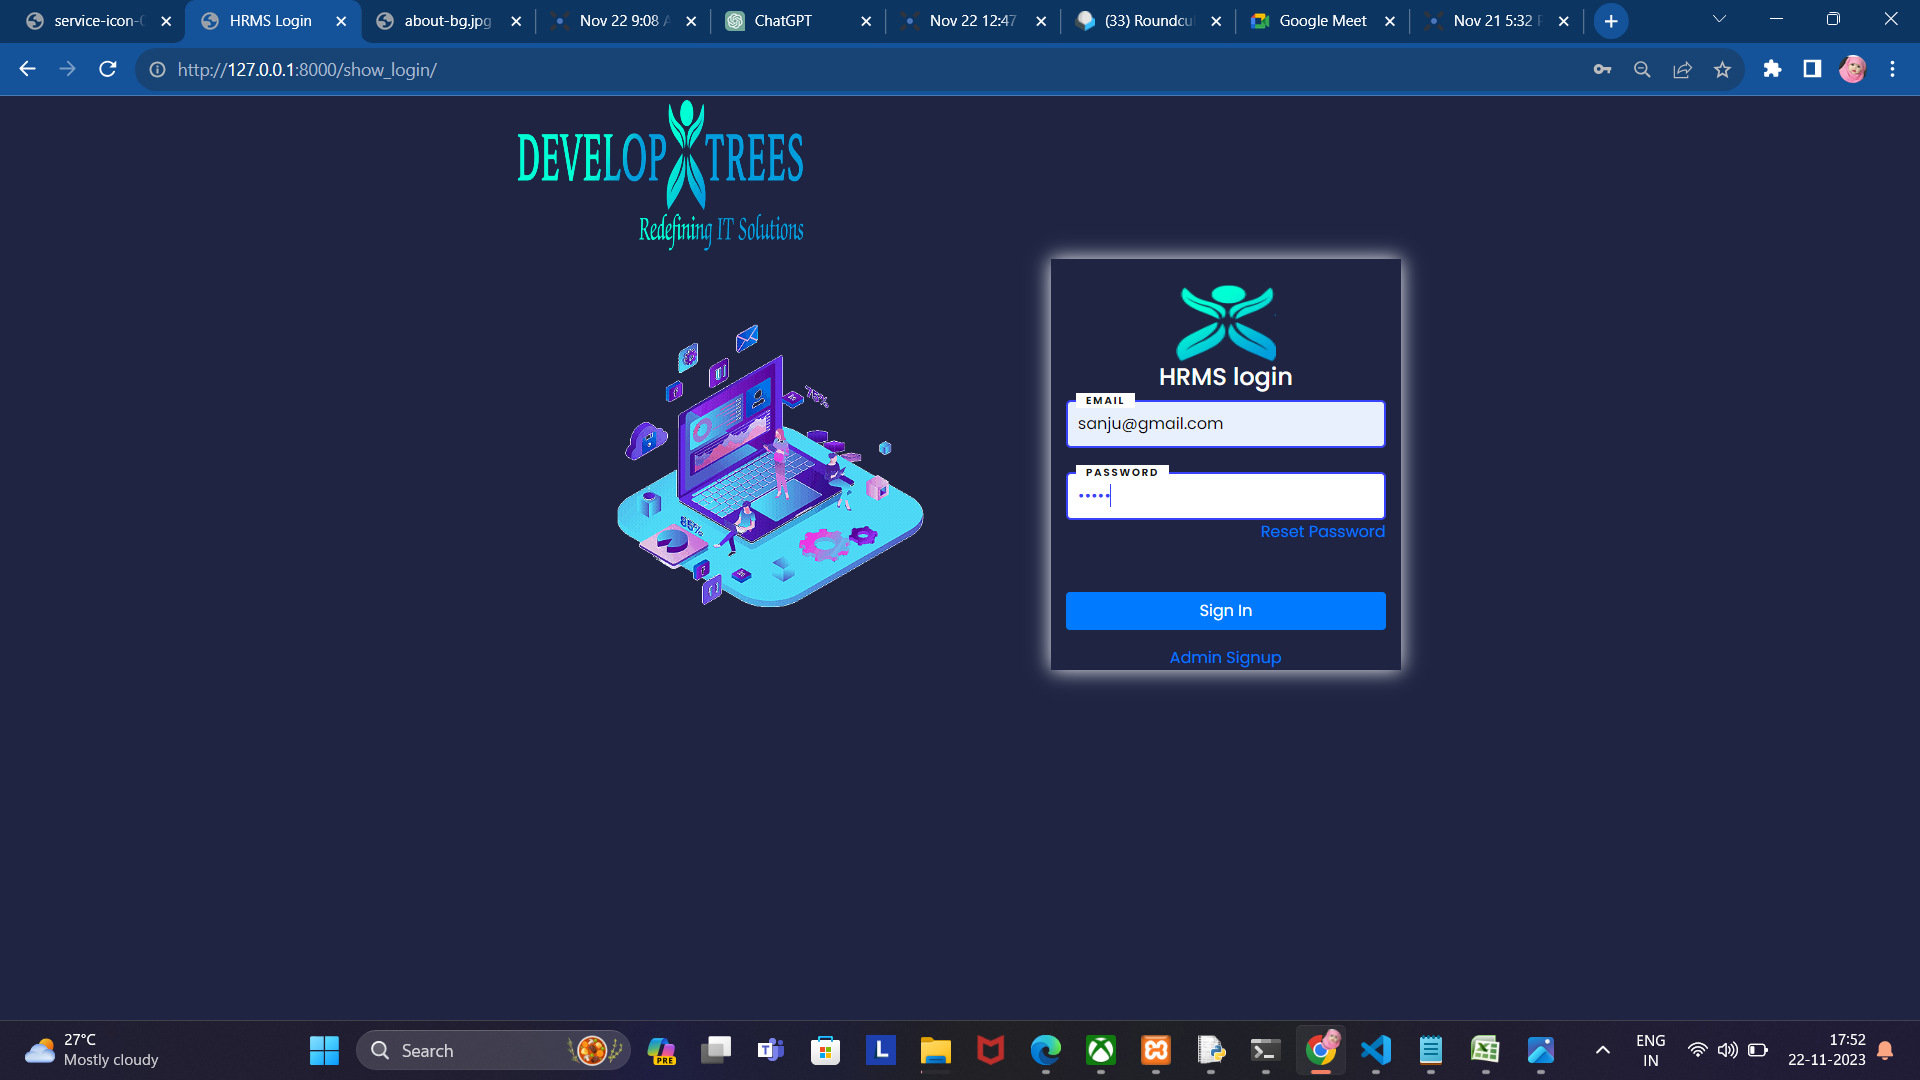 service-icon-
HRMS Login
about-bg.jpg
Nov 22 9:08
ChatGPT
Nov 22 12:47
(33) Roundcu
Google Meet
Nov 21 5:32
http://127.0.0.1:8000/show_login/
DEVELOP TREES
Redefining IT Solutions
75%
85%
HRMS login
EMAIL
sanju@gmail.com
PASSWORD
•••••
Reset Password
Sign In
Admin Signup
27°C
Mostly cloudy
Search
PRE
L
ENG
IN
17:52
22-11-2023